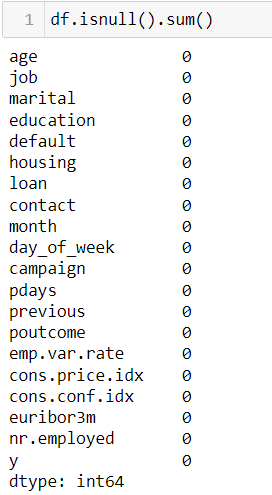 1 df.isnull().sum()
age 0
job 0
marital 0
education 0
default 0
housing 0
loan 0
contact 0
month 0
day_of_week 0
campaign 0
pdays 0
previous 0
poutcome 0
emp.var.rate 0
cons.price.idx 0
cons.conf.idx 0
euribor3m 0
nr.employed 0
y 0
dtype: int64